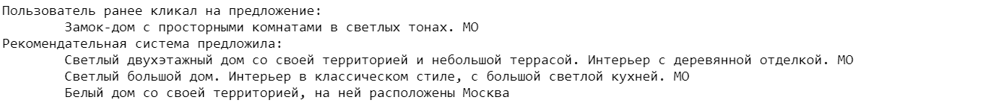 Пользователь ранее кликал на предложение:
Замок-дом с просторными комнатами в светлых тонах. МО
Рекомендательная система предложила:
Светлый двухэтажный дом со своей территорией и небольшой террасой. Интерьер с деревянной отделкой. МО
Светлый большой дом. Интерьер в классическом стиле, с большой светлой кухней. МО
Белый дом со своей территорией, на ней расположены Москва